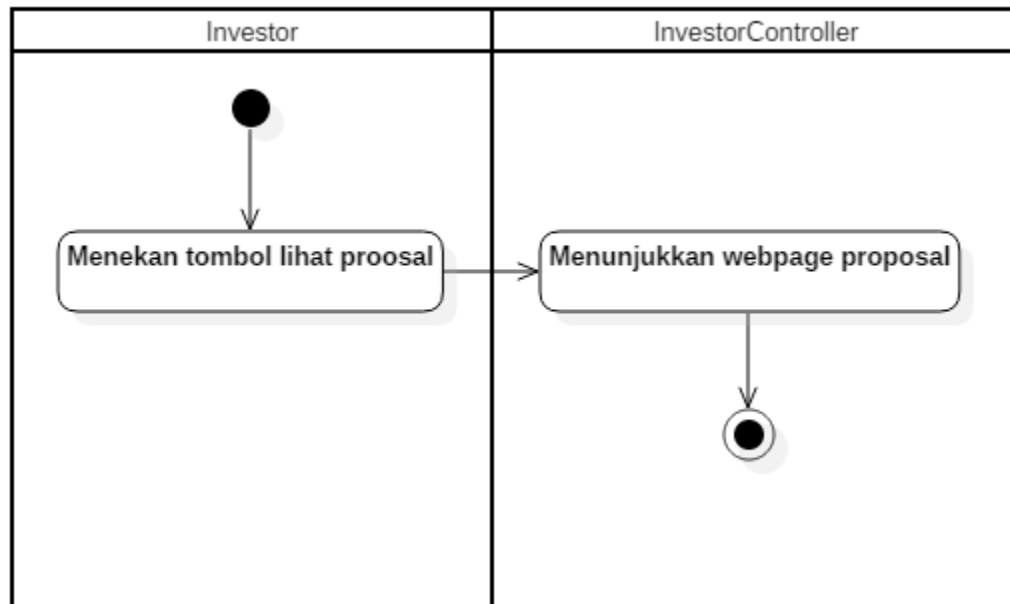 Investor
InvestorController
Menekan tombol lihat proosal
Menunjukkan webpage proposal